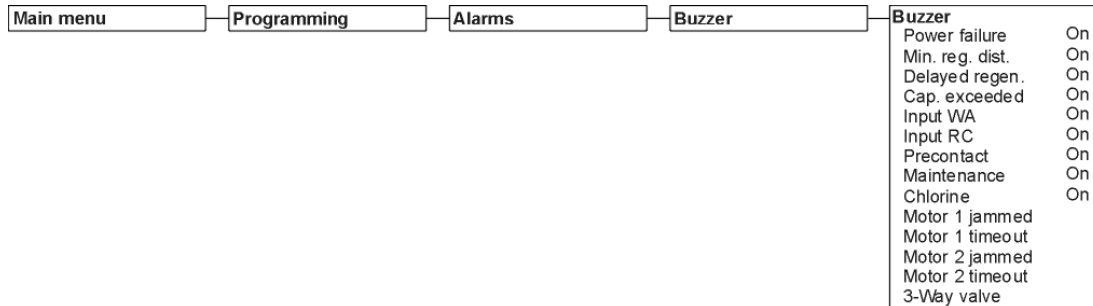 Main menu
Programming
Alarms
Buzzer
Buzzer
Power failure On
Min. reg. dist. On
Delayed regen. On
Cap. exceeded On
Input WA On
Input RC On
Precontact On
Maintenance On
Chlorine On
Motor 1 jammed
Motor 1 timeout
Motor 2 jammed
Motor 2 timeout
3-Way valve